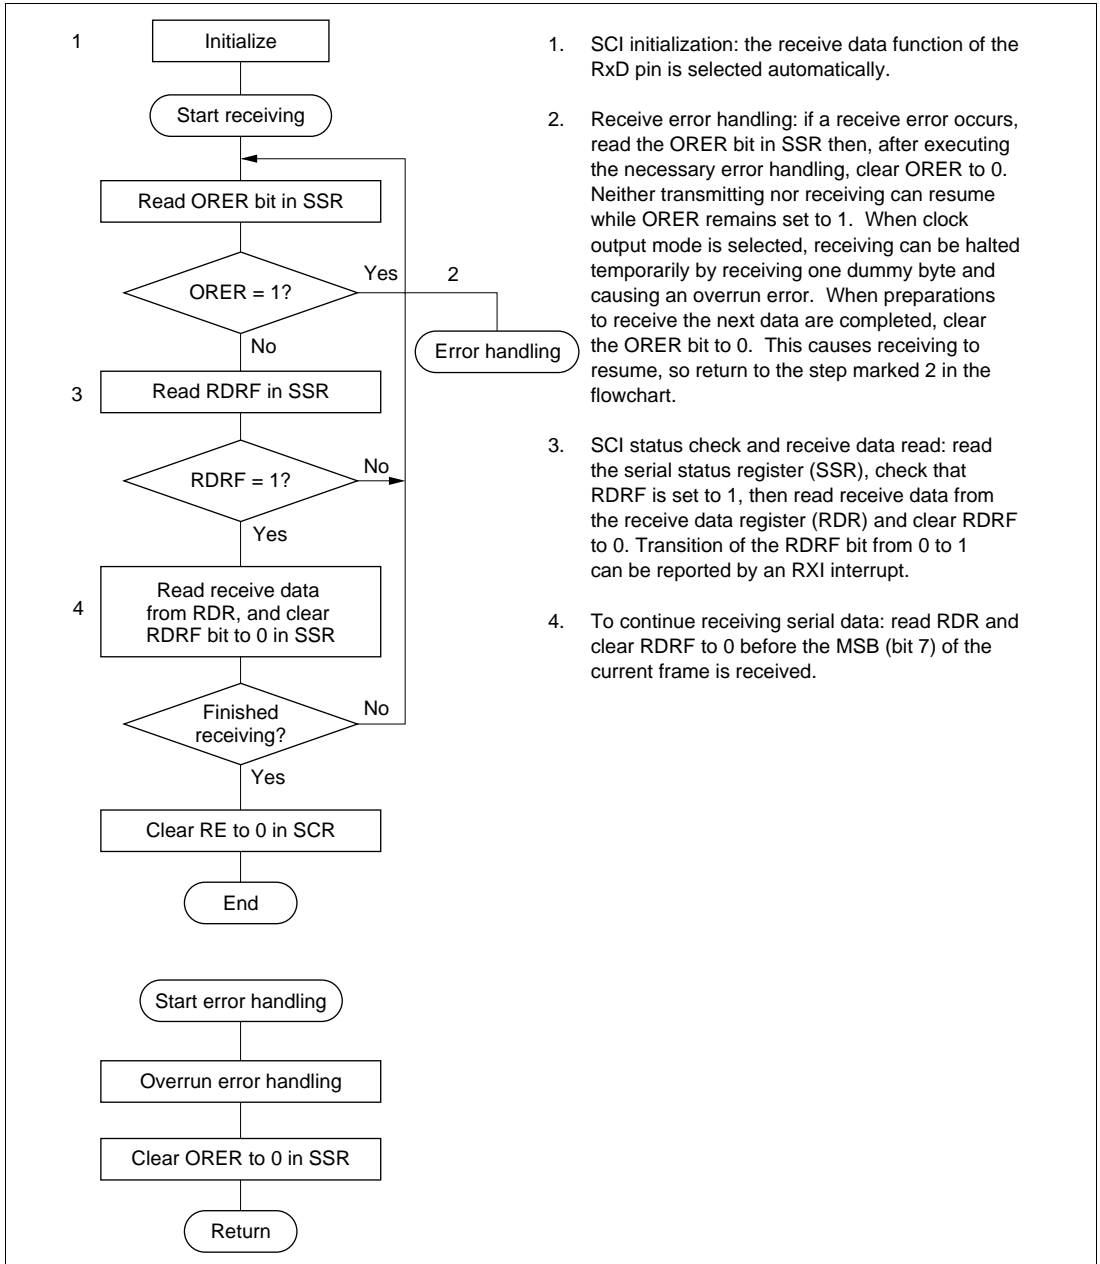 1
Initialize
Start receiving
Read ORER bit in SSR
ORER = 1?
Yes
2
No
Error handling
3
Read RDRF in SSR
RDRF = 1?
No
Yes
4
Read receive data
from RDR, and clear
RDRF bit to 0 in SSR
Finished
receiving?
No
Yes
Clear RE to 0 in SCR
End
Start error handling
Overrun error handling
Clear ORER to 0 in SSR
Return
1. SCI initialization: the receive data function of the
RxD pin is selected automatically.
2. Receive error handling: if a receive error occurs,
read the ORER bit in SSR then, after executing
the necessary error handling, clear ORER to 0.
Neither transmitting nor receiving can resume
while ORER remains set to 1. When clock
output mode is selected, receiving can be halted
temporarily by receiving one dummy byte and
causing an overrun error. When preparations
to receive the next data are completed, clear
the ORER bit to 0. This causes receiving to
resume, so return to the step marked 2 in the
flowchart.
3. SCI status check and receive data read: read
the serial status register (SSR), check that
RDRF is set to 1, then read receive data from
the receive data register (RDR) and clear RDRF
to 0. Transition of the RDRF bit from 0 to 1
can be reported by an RXI interrupt.
4. To continue receiving serial data: read RDR and
clear RDRF to 0 before the MSB (bit 7) of the
current frame is received.